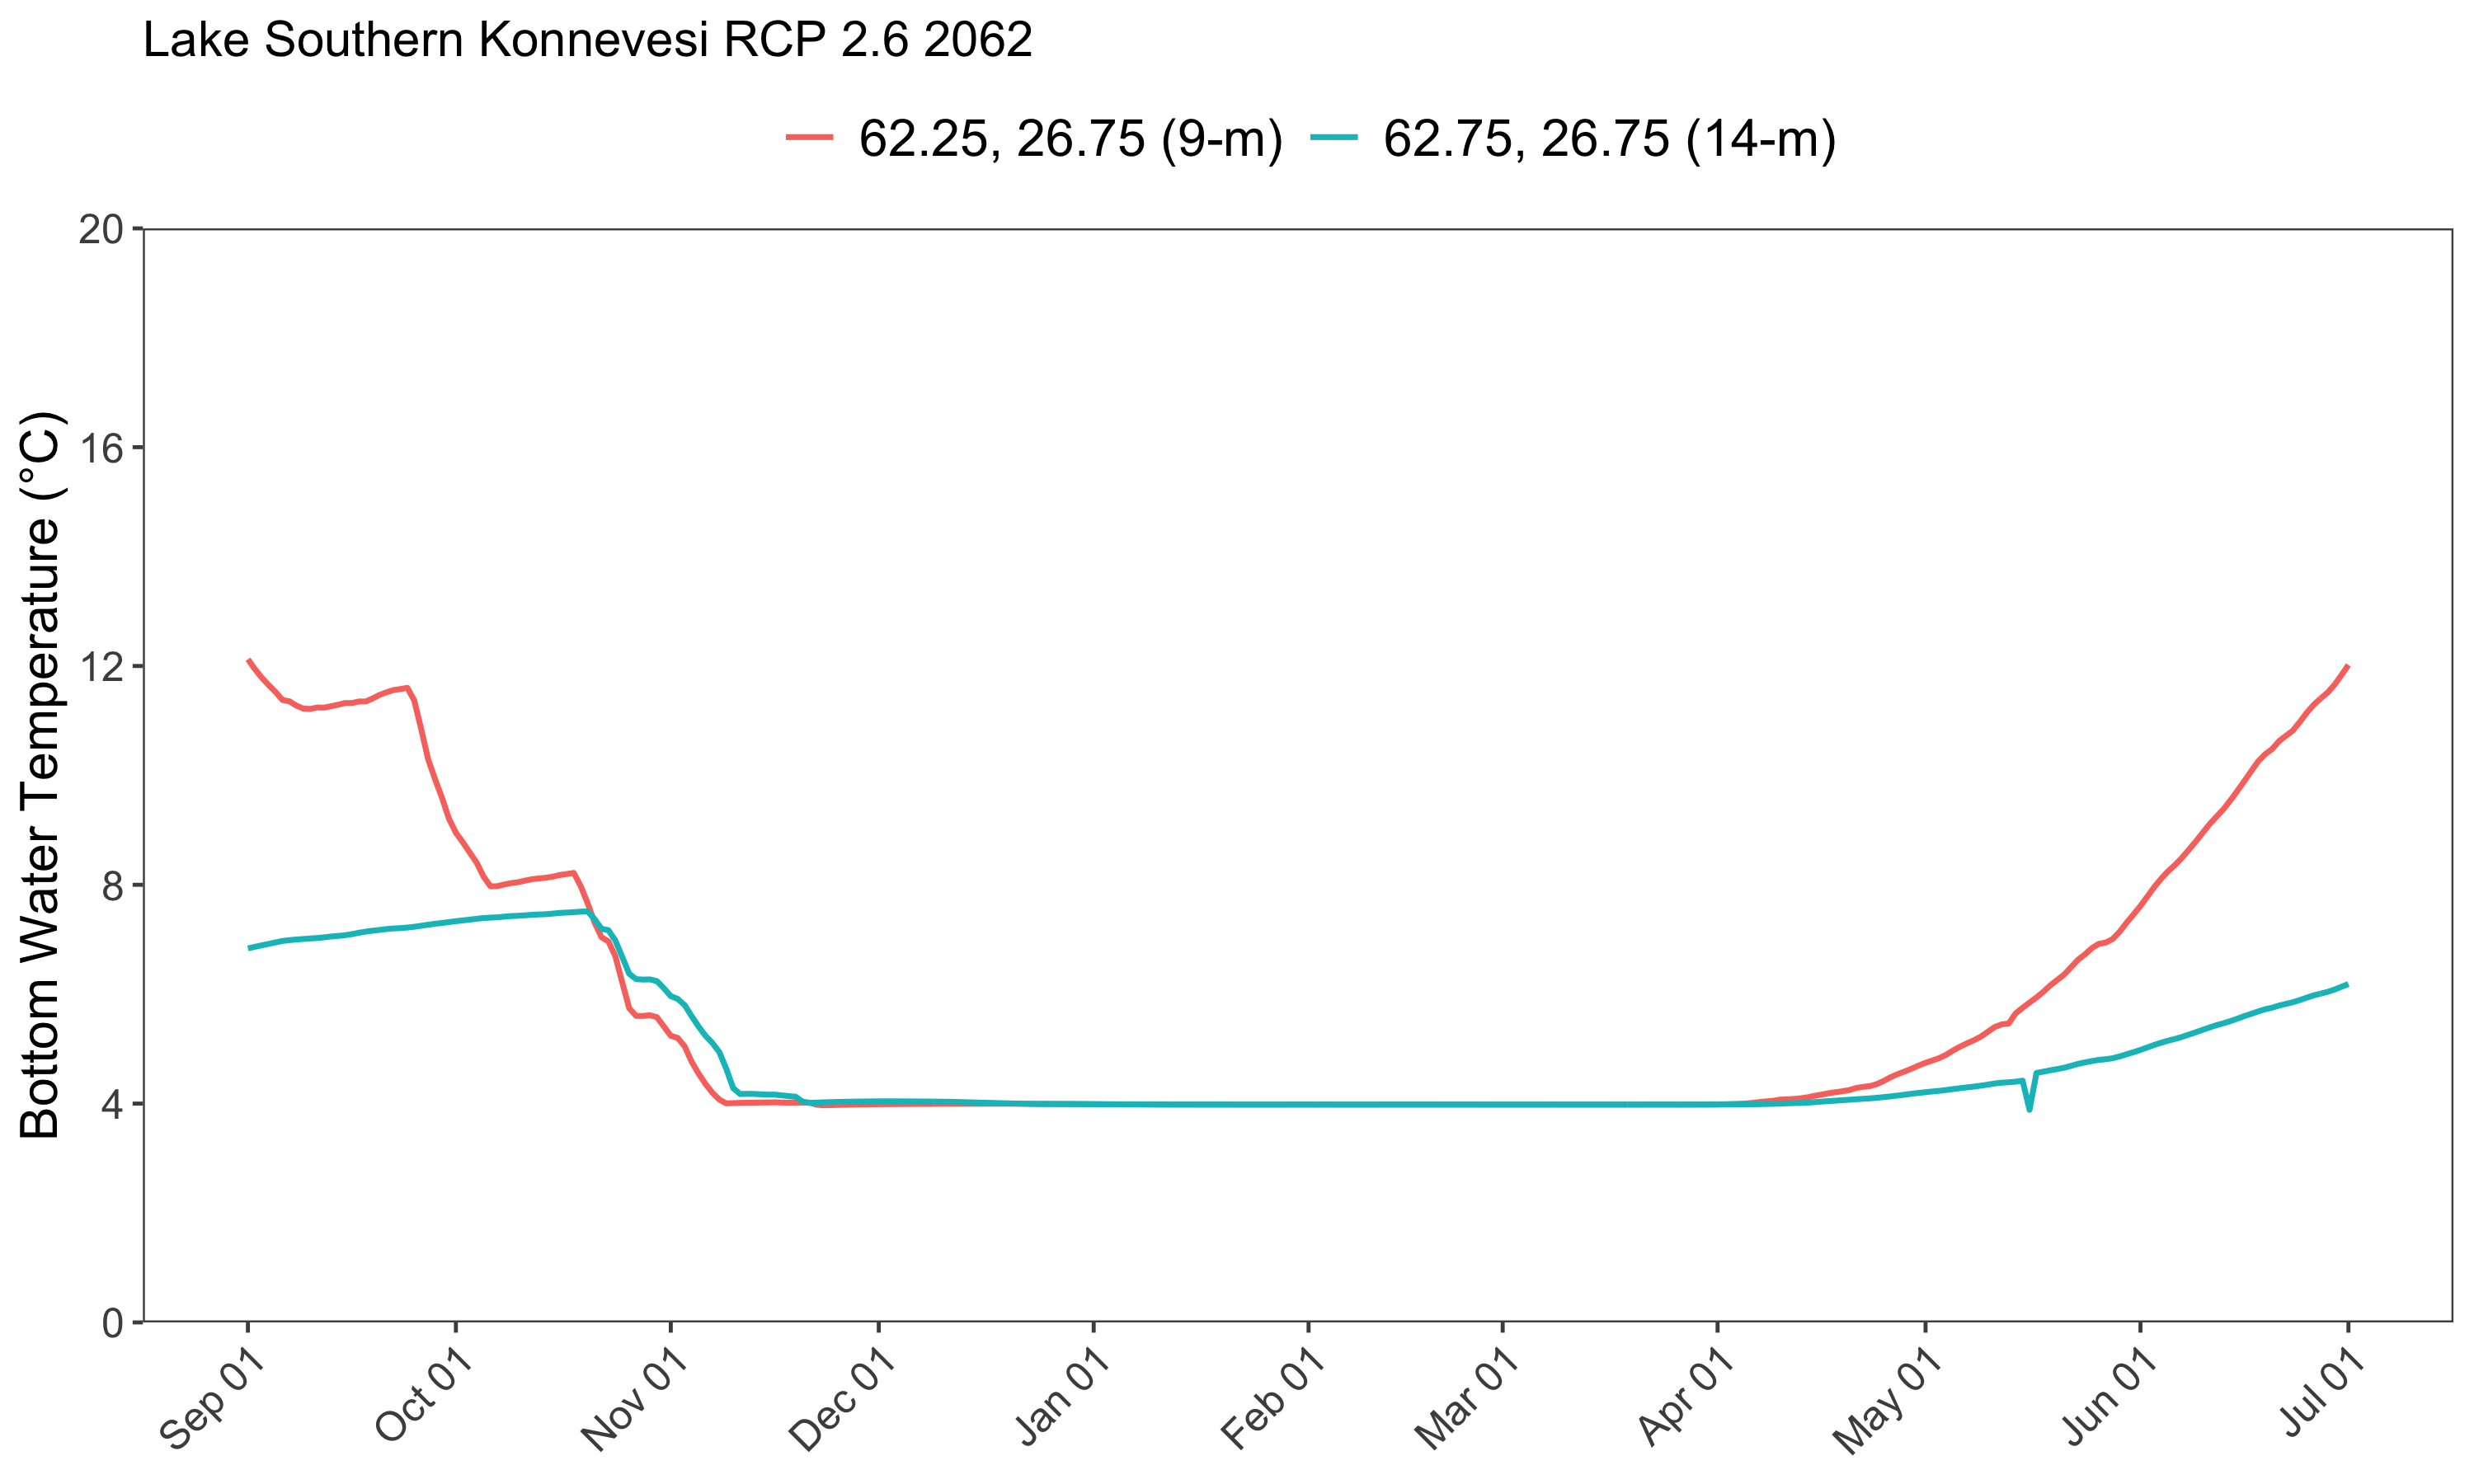 Lake Southern Konnevesi RCP 2.6 2062
62.25, 26.75 (9-m) 62.75, 26.75 (14-m)
Bottom Water Temperature (°C)
20
16
12
8
4
0
Sep 01
Oct 01
Nov 01
Dec 01
Jan 01
Feb 01
Mar 01
Apr 01
May 01
Jun 01
Jul 01